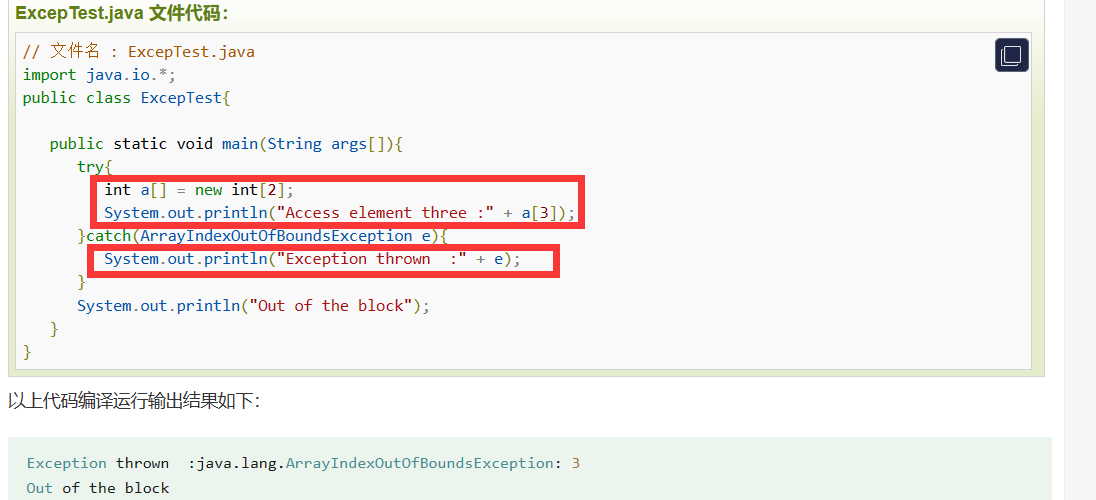 ExcepTest.java 文件代码：
// 文件名 : ExcepTest.java
import java.io.*;
public class ExcepTest{
public static void main(String args[]){
try{
int a[] = new int[2];
System.out.println("Access element three :" + a[3]);
}catch(ArrayIndexOutOfBoundsException e){
System.out.println("Exception thrown  :" + e);
}
System.out.println("Out of the block");
}
}
以上代码编译运行输出结果如下：
Exception thrown  :java.lang.ArrayIndexOutOfBoundsException: 3
Out of the block